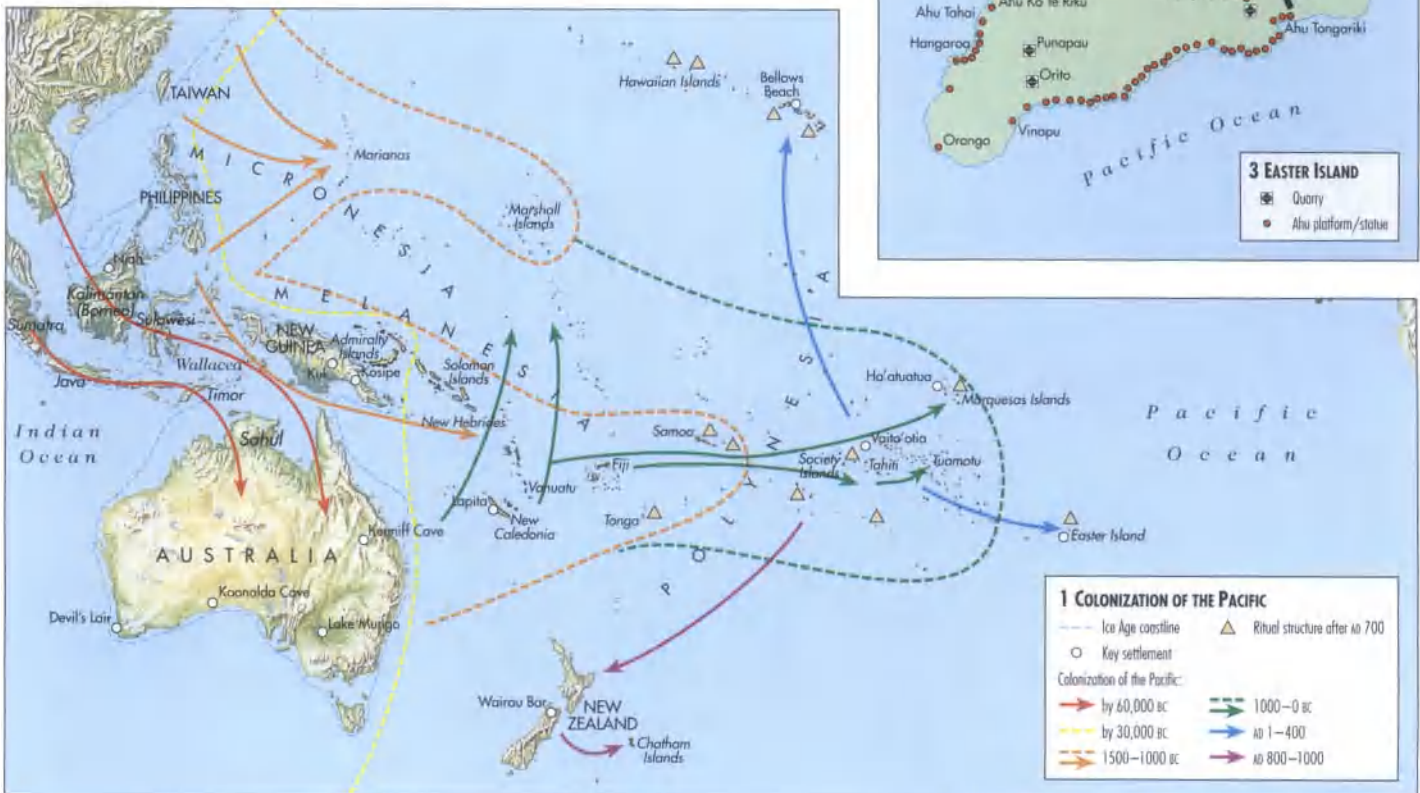 Ahu Tahai
Ahu Ko Te Riku
Hangaroa
Punapau
Orito
Orongo
Vinapu
Ahu Tongariki
Pacific Ocean
3 EASTER ISLAND
Quarry
Ahu platform/statue
TAIWAN
MICRONESIA
Marianas
PHILIPPINES
Hawaiian Islands
Bellows
Beach
Marshall
Islands
Niah
Kalimantan
(Borneo)
Sumatra
Sulawesi
MELANESIA
NEW
GUINEA
Admiralty
Islands
Kuk
Kosipe
Solomon
Islands
Wallacea
Java
Timor
New Hebrides
POLYNESIA
Ha'atuatua
Marquesas Islands
Indian
Ocean
Sahul
Samoa
Vaito'otia
Society
Islands
Tahiti
Tuamotu
Pacific
Ocean
Fiji
Vanuatu
Lapita
New
Caledonia
Tonga
Easter Island
Kenniff Cave
AUSTRALIA
Koonalda Cave
Devil's Lair
Lake Mungo
Wairau Bar
NEW
ZEALAND
Chatham
Islands
1 COLONIZATION OF THE PACIFIC
Ice Age coastline
Ritual structure after AD 700
Key settlement
Colonization of the Pacific:
by 60,000 BC
1000–0 BC
by 30,000 BC
AD 1–400
1500–1000 BC
AD 800–1000